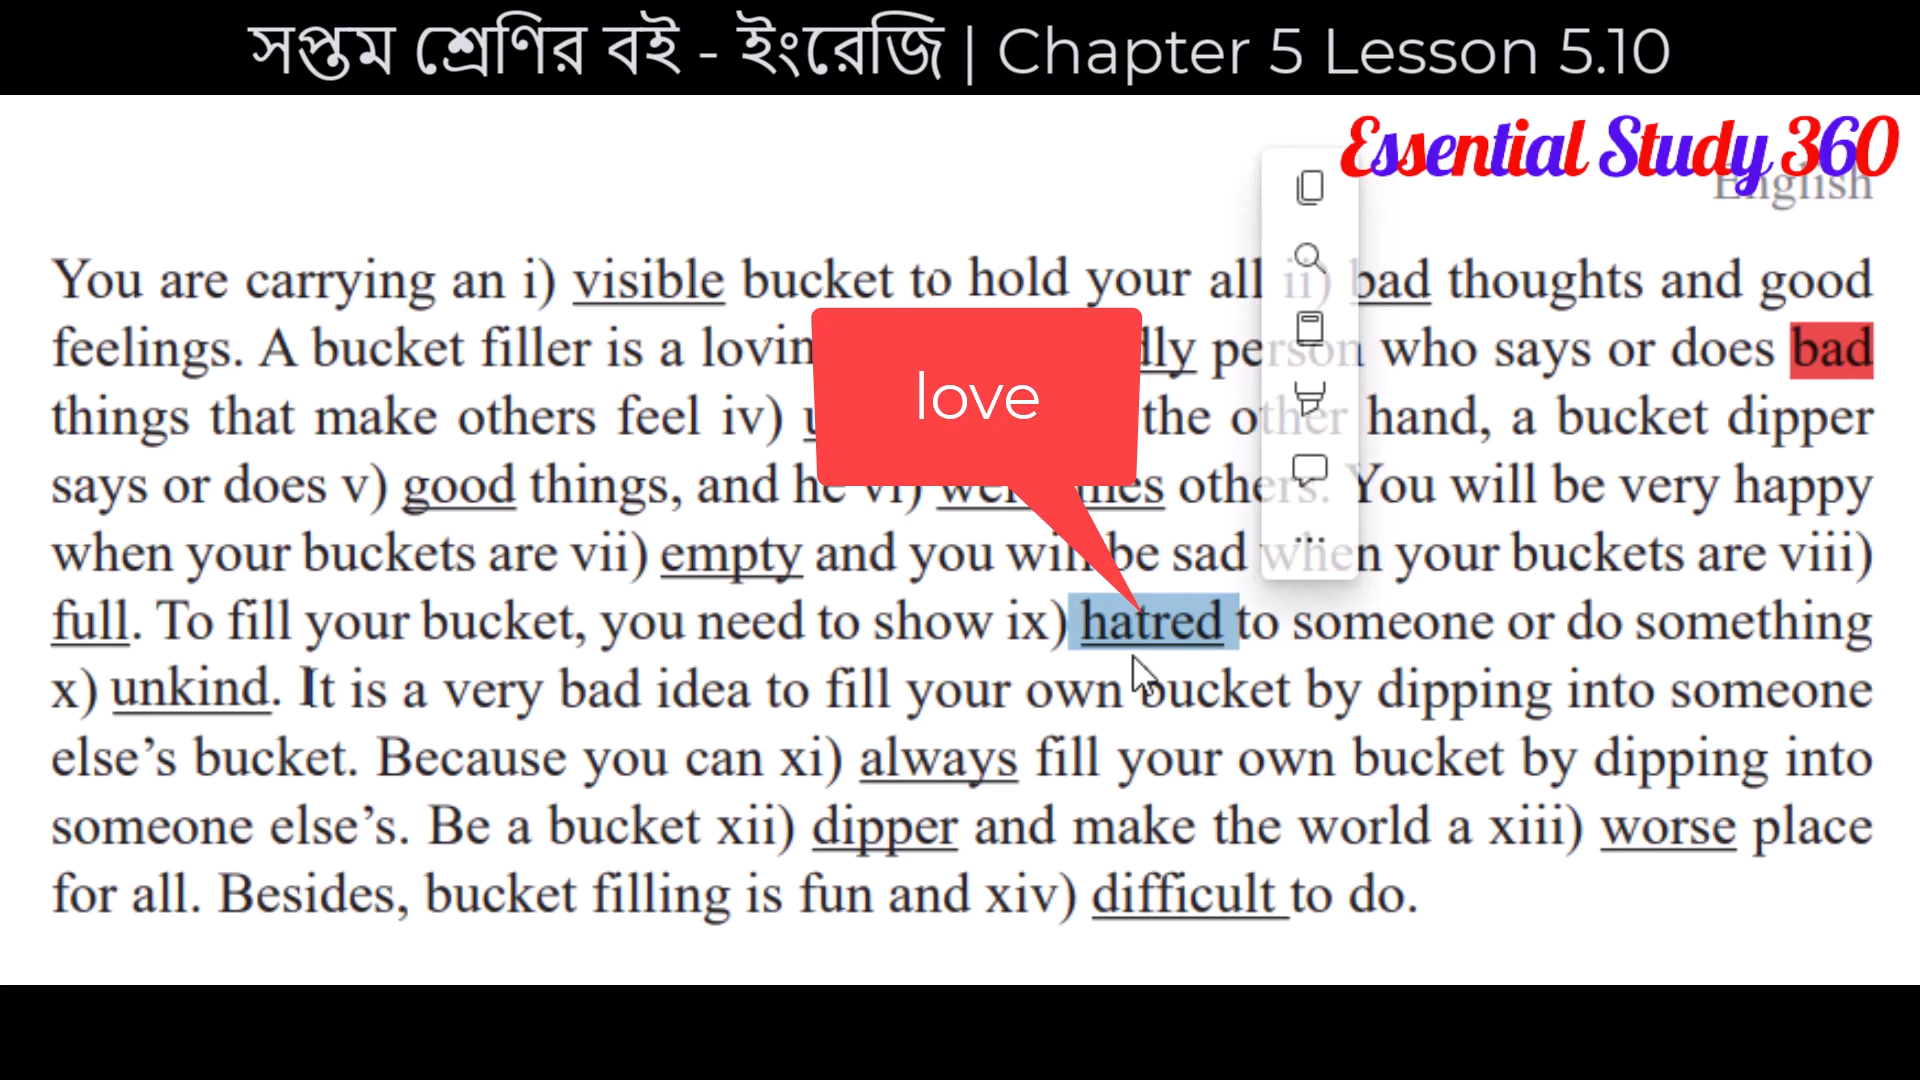 সপ্তম শ্রেণির বই - ইংরেজি | Chapter 5 Lesson 5.10
Essential Study 360
English
You are carrying an i) visible bucket to hold your all ii) bad thoughts and good
feelings. A bucket filler is a person who says or does bad
love
things that make others feel iv) the other hand, a bucket dipper
says or does v) good things, and he vi) others. You will be very happy
when your buckets are vii) empty and you will be sad when your buckets are viii)
full. To fill your bucket, you need to show ix) hatred to someone or do something
x) unkind. It is a very bad idea to fill your own bucket by dipping into someone
else’s bucket. Because you can xi) always fill your own bucket by dipping into
someone else’s. Be a bucket xii) dipper and make the world a xiii) worse place
for all. Besides, bucket filling is fun and xiv) difficult to do.